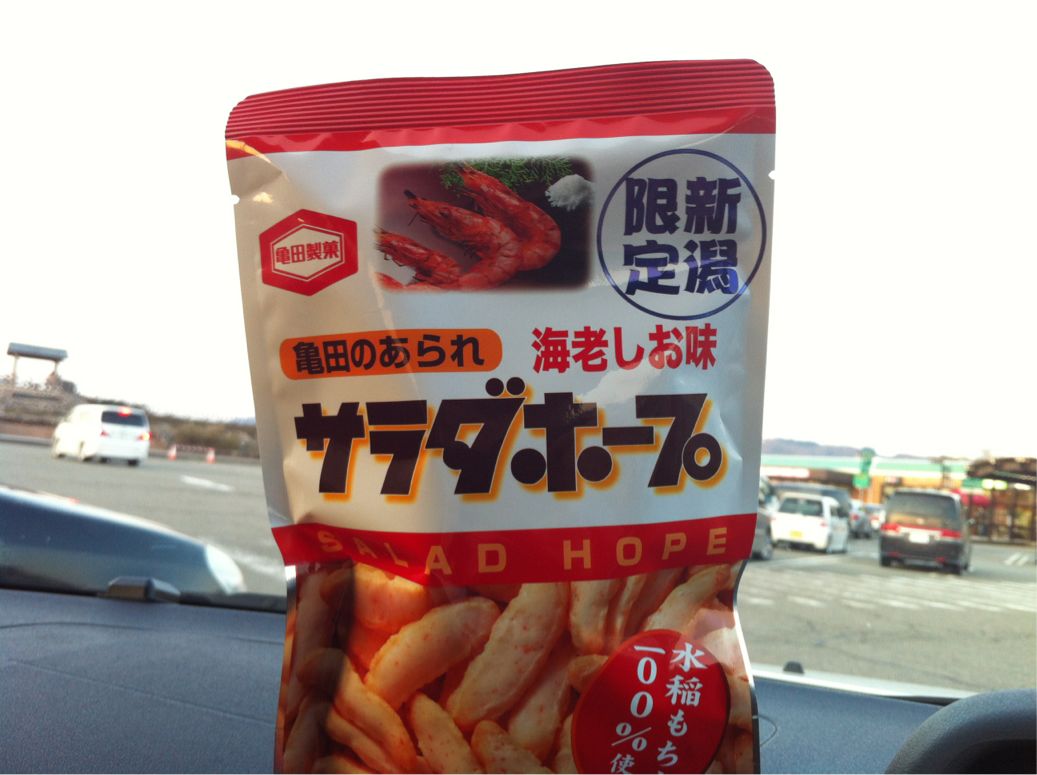 亀田製菓
新潟
限定
亀田のあられ
海老しお味
サラダホープ
SALAD HOPE
水稲もち
100%使